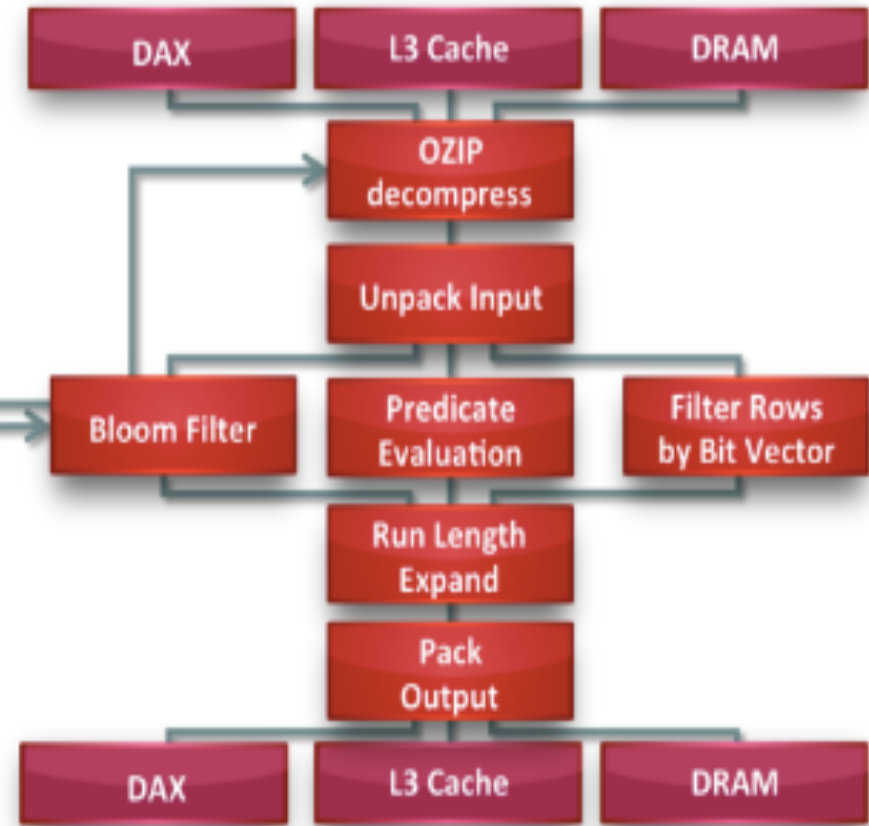 DAX
L3 Cache
DRAM
OZIP
decompress
Unpack Input
Bloom Filter
Predicate
Evaluation
Filter Rows
by Bit Vector
Run Length
Expand
Pack
Output
DAX
L3 Cache
DRAM